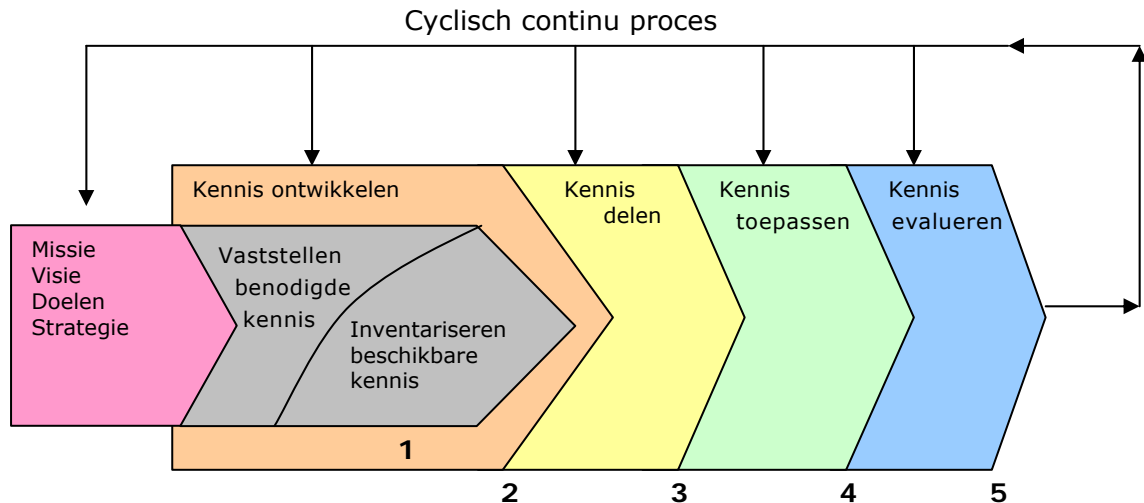 Cyclisch continu proces
Kennis ontwikkelen
Kennis
delen
Kennis
toepassen
Kennis
evalueren
Missie
Visie
Doelen
Strategie
Vaststellen
benodigde
kennis
Inventariseren
beschikbare
kennis
1
2
3
4
5